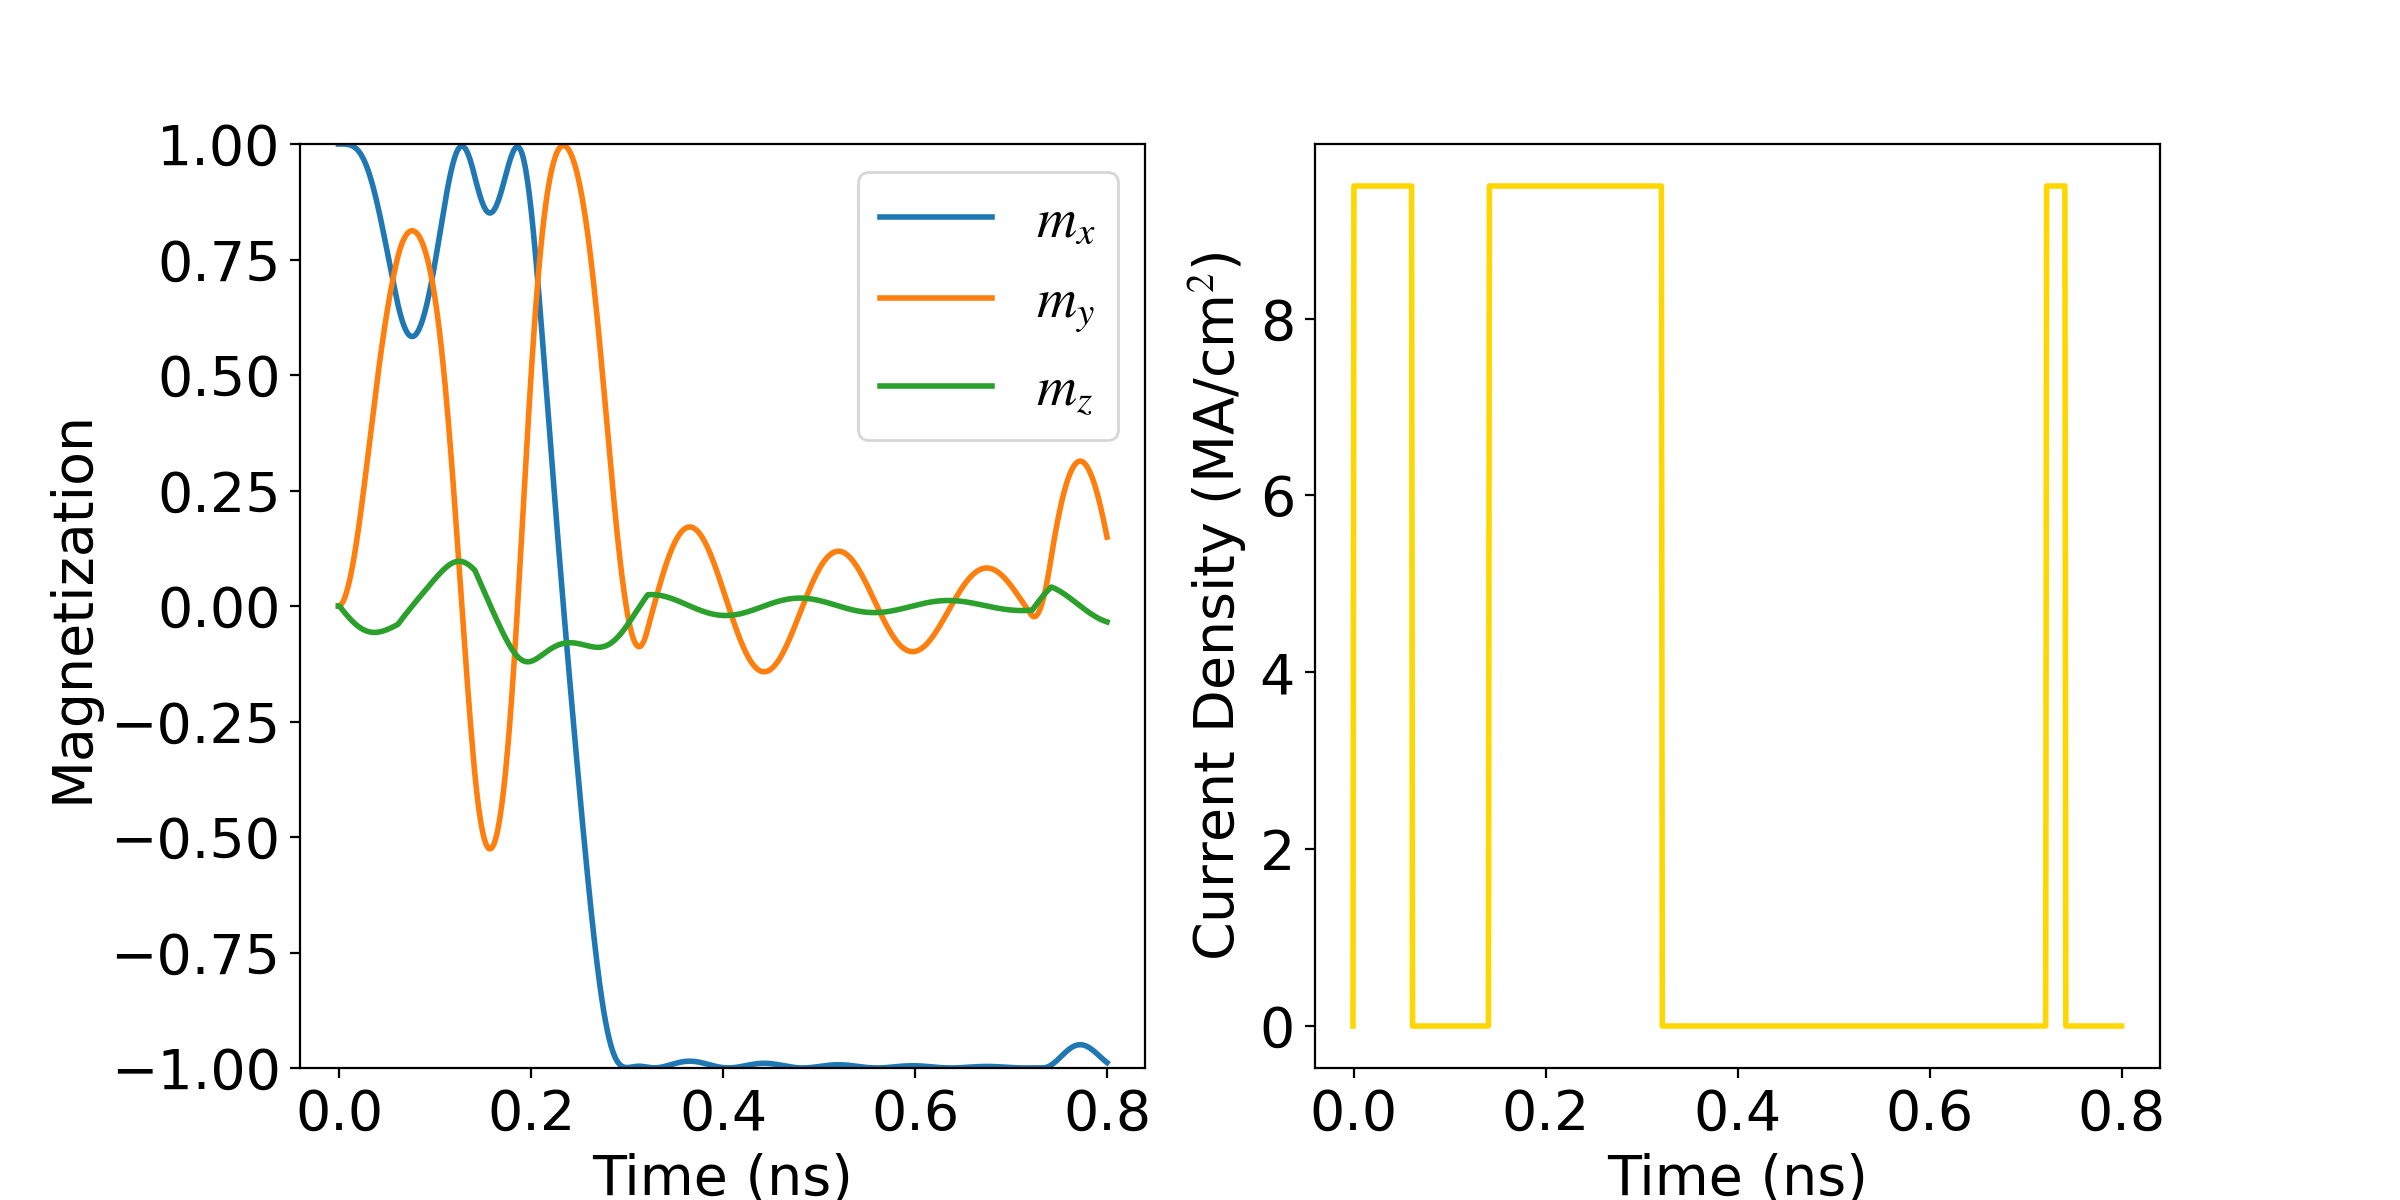 Magnetization
1.00
0.75
0.50
0.25
0.00
−0.25
−0.50
−0.75
−1.00
0.0 0.2 0.4 0.6 0.8
Time (ns)
m_x
m_y
m_z
Current Density (MA/cm²)
8
6
4
2
0
0.0 0.2 0.4 0.6 0.8
Time (ns)